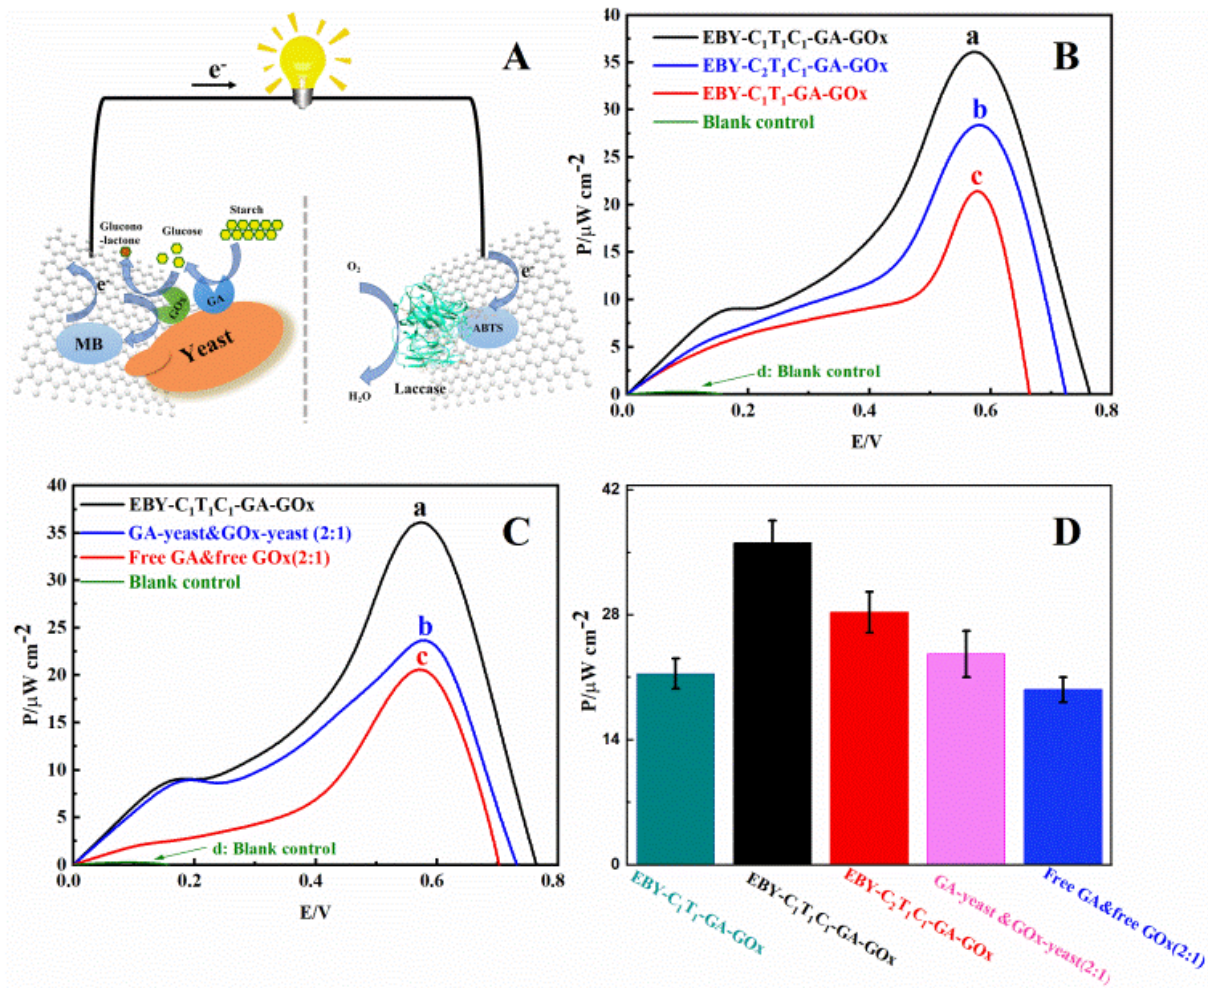 A
e-
Starch
Glucono
-lactone
Glucose
e-
GOx
GA
MB
Yeast
O2
e-
ABTS
Laccase
H2O
B
EBY-C1T1C1-GA-GOx
EBY-C2T1C1-GA-GOx
EBY-C1T1-GA-GOx
Blank control
a
b
c
d: Blank control
P/μW cm-2
40
35
30
25
20
15
10
5
0
0.0
0.2
0.4
0.6
0.8
E/V
C
EBY-C1T1C1-GA-GOx
GA-yeast&GOx-yeast (2:1)
Free GA&free GOx(2:1)
Blank control
a
b
c
d: Blank control
P/μW cm-2
40
35
30
25
20
15
10
5
0
0.0
0.2
0.4
0.6
0.8
E/V
D
P/μW cm-2
42
28
14
EBY-C1T1-GA-GOx
EBY-C1T1C1-GA-GOx
EBY-C2T1C1-GA-GOx
GA-yeast &GOx-yeast(2:1)
Free GA&free GOx(2:1)